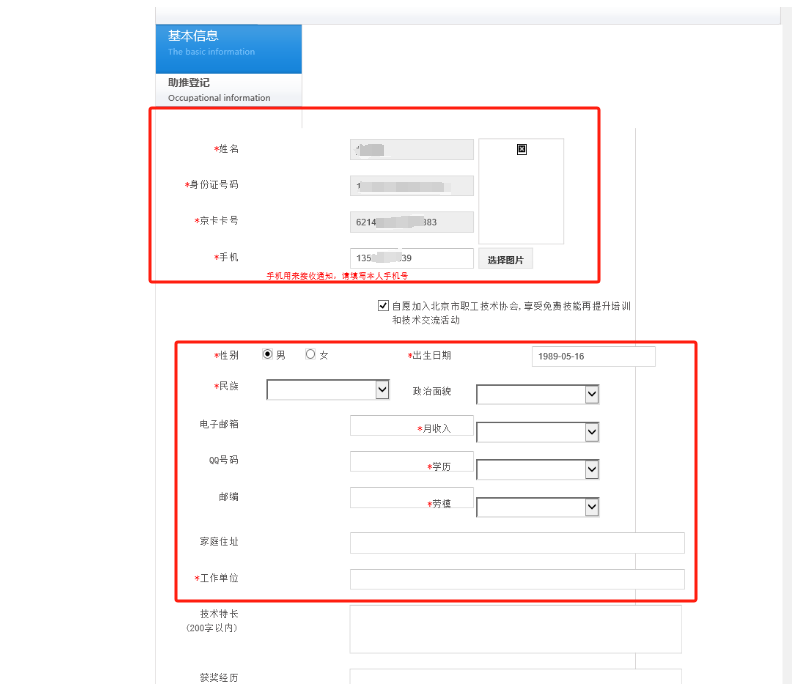 基本信息
The basic information
助推登记
Occupational information
*姓名
*身份证号码
1
*京卡卡号
6214 383
*手机
135 39
选择图片
手机用来接收通知，请填写本人手机号
自愿加入北京市职工技术协会,享受免费技能再提升培训
和技术交流活动
*性别 男 女 *出生日期 1989-05-16
*民族 政治面貌
电子邮箱 *月收入
QQ号码 *学历
邮编 *劳模
家庭住址
*工作单位
技术特长
(200字以内)
获奖经历